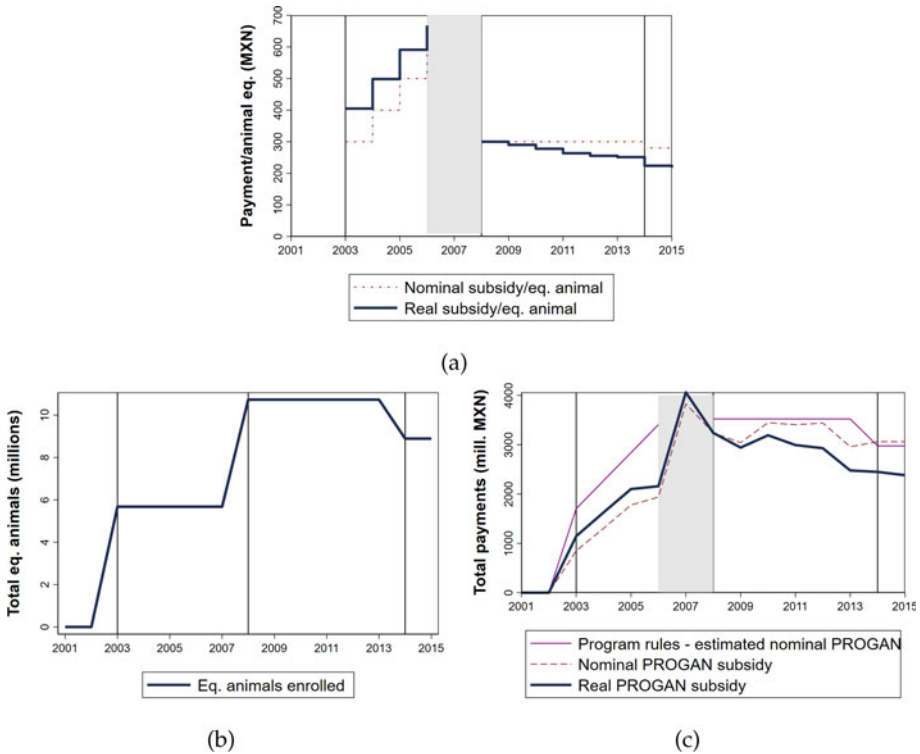 Payment/animal eq. (MXN)
700
600
500
400
300
200
100
0
2001 2003 2005 2007 2009 2011 2013 2015
Nominal subsidy/eq. animal
Real subsidy/eq. animal
(a)
Total eq. animals (millions)
10
8
6
4
2
0
2001 2003 2005 2007 2009 2011 2013 2015
Eq. animals enrolled
(b)
Total payments (mill. MXN)
4000
3000
2000
1000
0
2001 2003 2005 2007 2009 2011 2013 2015
Program rules - estimated nominal PROGAN
Nominal PROGAN subsidy
Real PROGAN subsidy
(c)